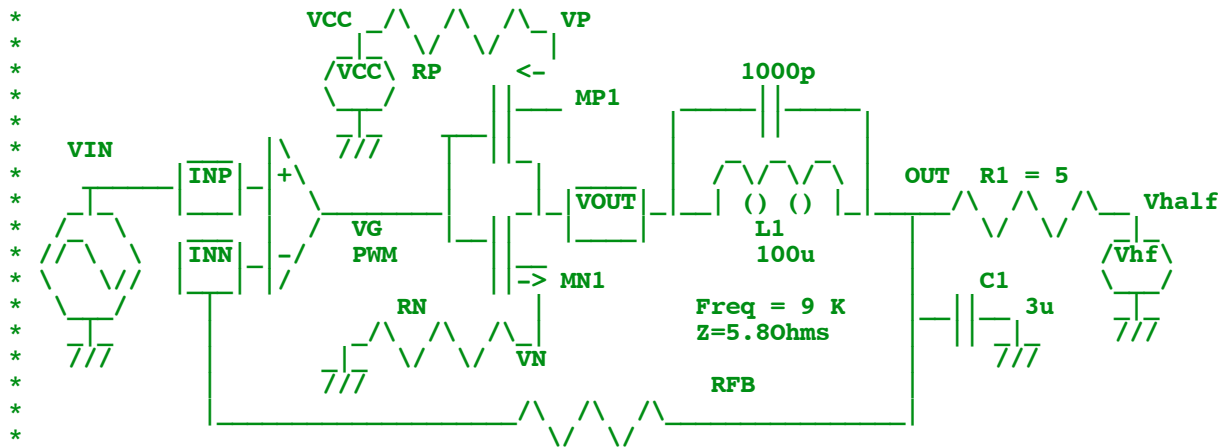 VCC VP
VCC RP <-
1000p
MP1
VIN
INP + OUT R1 = 5
VOUT () () Vhalf
VG L1
INN - PWM 100u Vhf
-> MN1 C1
RN Freq = 9 K 3u
Z=5.8Ohms
VN
RFB